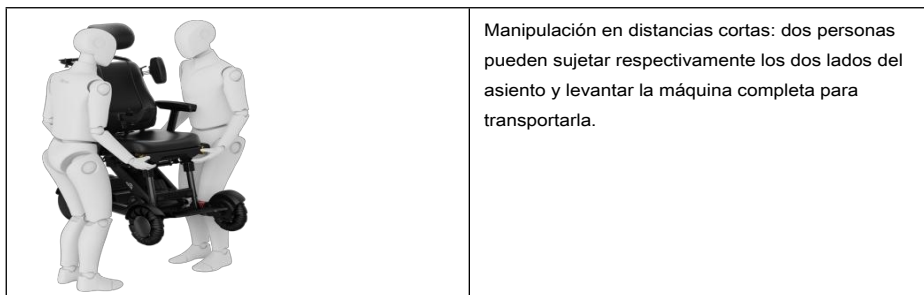 Manipulación en distancias cortas: dos personas
pueden sujetar respectivamente los dos lados del
asiento y levantar la máquina completa para
transportarla.